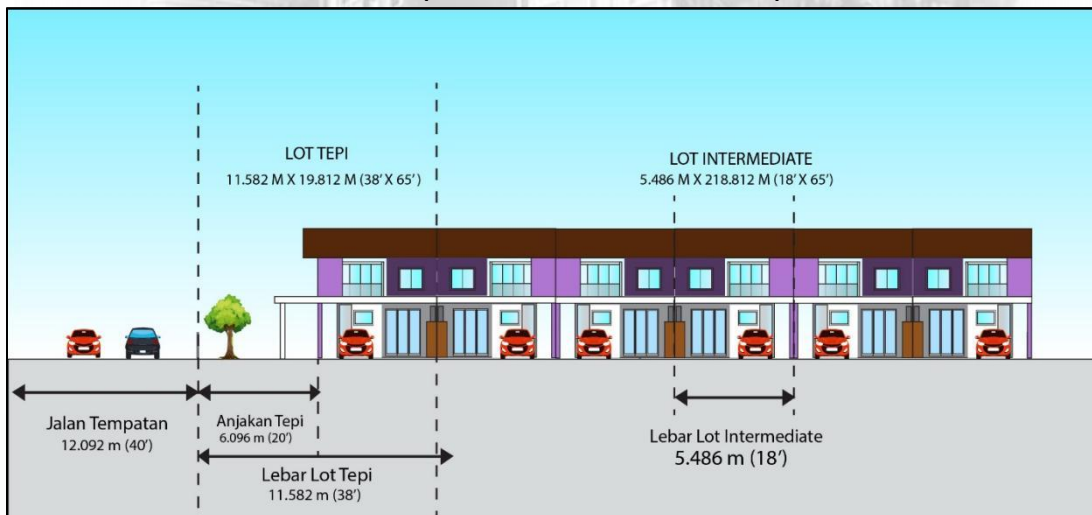 LOT TEPI
11.582 M X 19.812 M (38' X 65')
LOT INTERMEDIATE
5.486 M X 218.812 M (18' X 65')
Jalan Tempatan
12.092 m (40')
Anjakan Tepi
6.096 m (20')
Lebar Lot Tepi
11.582 m (38')
Lebar Lot Intermediate
5.486 m (18')